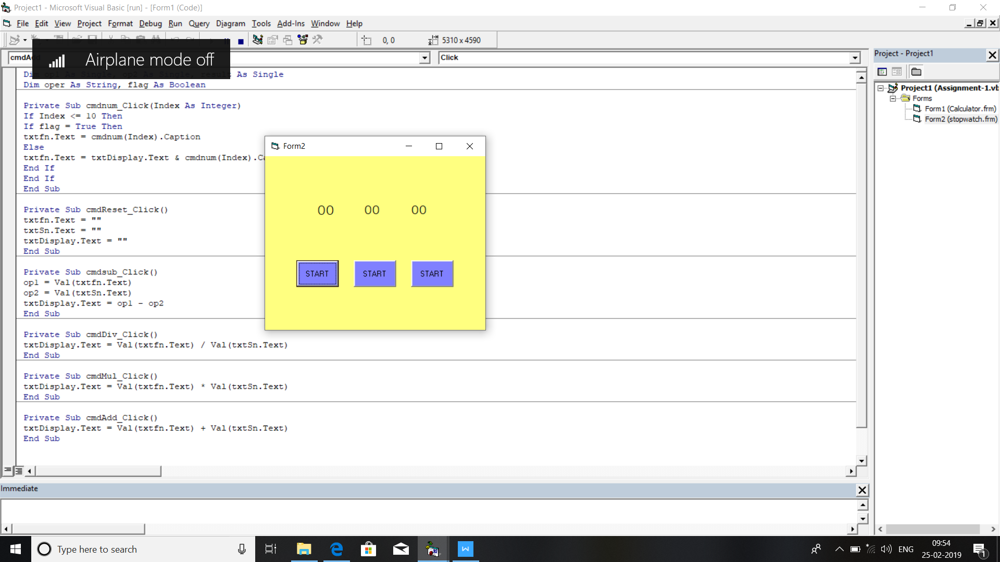 Project1 - Microsoft Visual Basic [run] - [Form1 (Code)]
File Edit View Project Format Debug Run Query Diagram Tools Add-Ins Window Help
0, 0 5310 x 4590
Airplane mode off
Click
Project - Project1
As Single
Dim oper As String, flag As Boolean
Private Sub cmdnum_Click(Index As Integer)
If Index <= 10 Then
If flag = True Then
txtfn.Text = cmdnum(Index).Caption
Else
txtfn.Text = txtDisplay.Text & cmdnum(Index).
End If
End If
End Sub
Private Sub cmdReset_Click()
txtfn.Text = ""
txtSn.Text = ""
txtDisplay.Text = ""
End Sub
Private Sub cmdsub_Click()
op1 = Val(txtfn.Text)
op2 = Val(txtSn.Text)
txtDisplay.Text = op1 - op2
End Sub
Private Sub cmdDiv_Click()
txtDisplay.Text = Val(txtfn.Text) / Val(txtSn.Text)
End Sub
Private Sub cmdMul_Click()
txtDisplay.Text = Val(txtfn.Text) * Val(txtSn.Text)
End Sub
Private Sub cmdAdd_Click()
txtDisplay.Text = Val(txtfn.Text) + Val(txtSn.Text)
End Sub
Form2
00 00 00
START START START
Project1 (Assignment-1.vb
Forms
Form1 (Calculator.frm)
Form2 (stopwatch.frm)
Immediate
Type here to search
W
ENG
09:54
25-02-2019
1